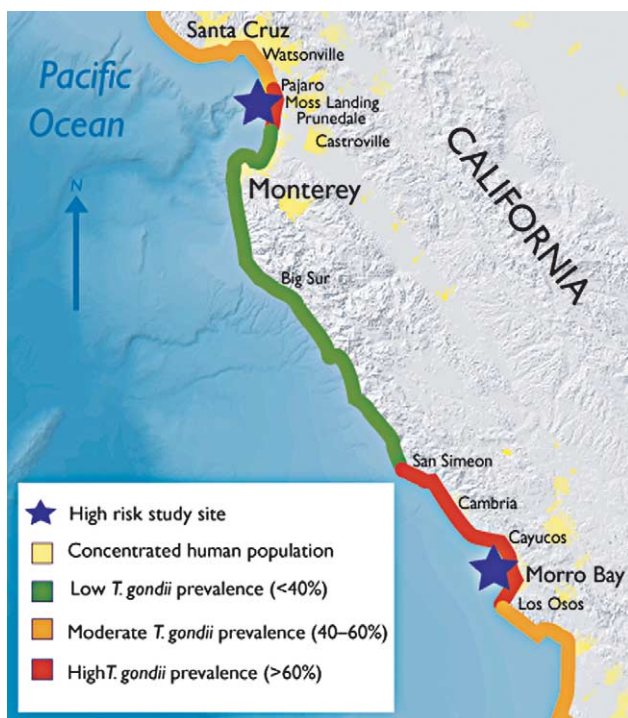 Santa Cruz
Watsonville
Pacific
Ocean
Pajaro
Moss Landing
Prunedale
Castroville
CALIFORNIA
N
Monterey
Big Sur
San Simeon
Cambria
Cayucos
Morro Bay
Los Osos
High risk study site
Concentrated human population
Low T. gondii prevalence (<40%)
Moderate T. gondii prevalence (40–60%)
High T. gondii prevalence (>60%)